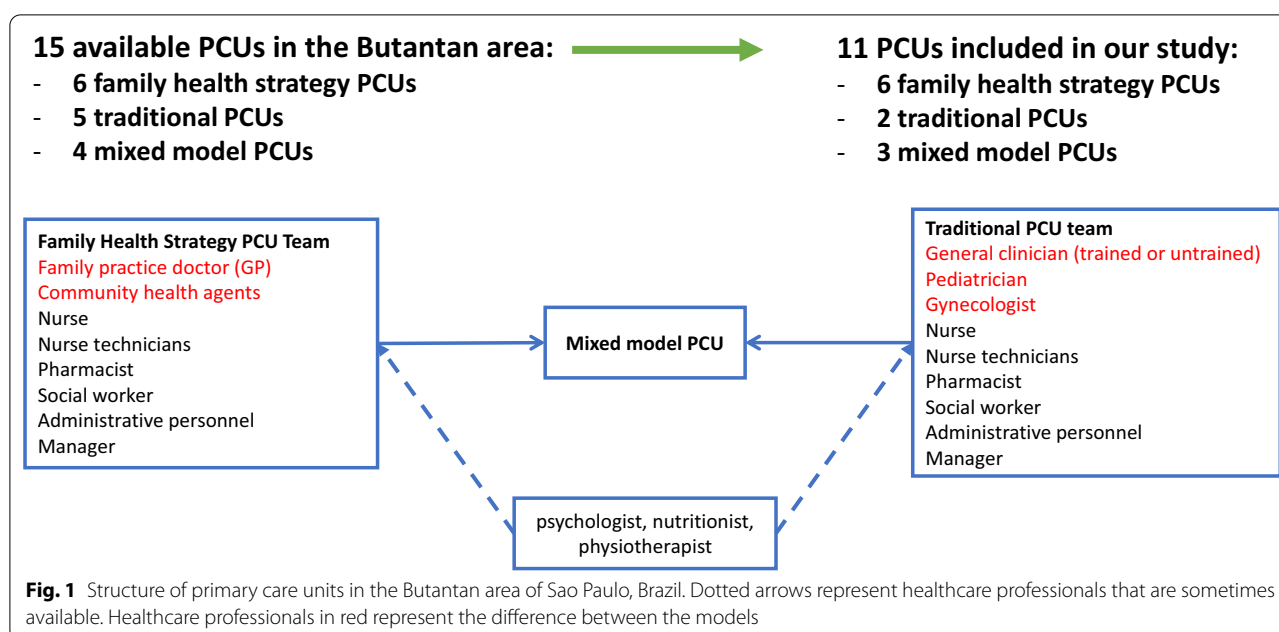 15 available PCUs in the Butantan area:
- 6 family health strategy PCUs
- 5 traditional PCUs
- 4 mixed model PCUs
11 PCUs included in our study:
- 6 family health strategy PCUs
- 2 traditional PCUs
- 3 mixed model PCUs
Family Health Strategy PCU Team
Family practice doctor (GP)
Community health agents
Nurse
Nurse technicians
Pharmacist
Social worker
Administrative personnel
Manager
Mixed model PCU
Traditional PCU team
General clinician (trained or untrained)
Pediatrician
Gynecologist
Nurse
Nurse technicians
Pharmacist
Social worker
Administrative personnel
Manager
psychologist, nutritionist,
physiotherapist
Fig. 1 Structure of primary care units in the Butantan area of Sao Paulo, Brazil. Dotted arrows represent healthcare professionals that are sometimes
available. Healthcare professionals in red represent the difference between the models